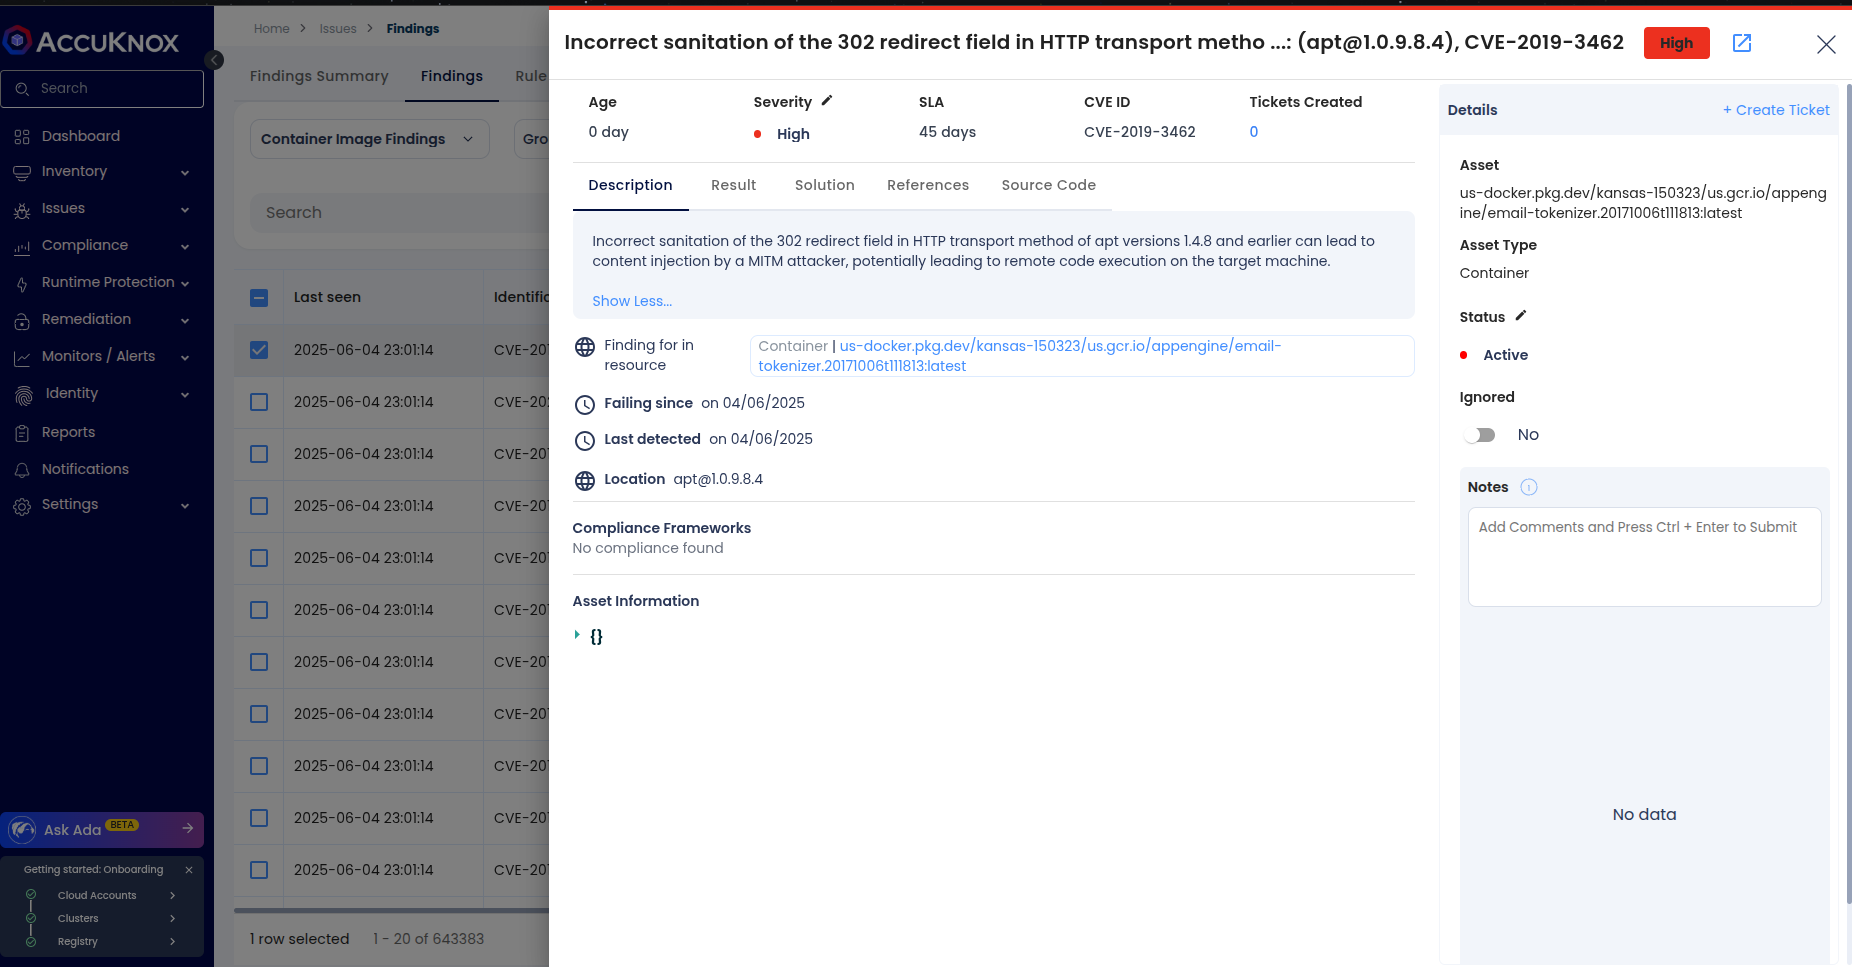 ACCUKNOX
Search
Dashboard
Inventory
Issues
Compliance
Runtime Protection
Remediation
Monitors / Alerts
Identity
Reports
Notifications
Settings
Ask Ada BETA
Getting started: Onboarding
Cloud Accounts
Clusters
Registry
Home > Issues > Findings
Findings Summary Findings Rule
Container Image Findings Gro
Search
Last seen Identific
2025-06-04 23:01:14 CVE-201
2025-06-04 23:01:14 CVE-202
2025-06-04 23:01:14 CVE-201
2025-06-04 23:01:14 CVE-201
2025-06-04 23:01:14 CVE-201
2025-06-04 23:01:14 CVE-201
2025-06-04 23:01:14 CVE-201
2025-06-04 23:01:14 CVE-201
2025-06-04 23:01:14 CVE-201
2025-06-04 23:01:14 CVE-201
2025-06-04 23:01:14 CVE-201
1 row selected 1 - 20 of 643383
Incorrect sanitation of the 302 redirect field in HTTP transport metho ...: (apt@1.0.9.8.4), CVE-2019-3462 High
Age Severity SLA CVE ID Tickets Created
0 day High 45 days CVE-2019-3462 0
Description Result Solution References Source Code
Incorrect sanitation of the 302 redirect field in HTTP transport method of apt versions 1.4.8 and earlier can lead to
content injection by a MITM attacker, potentially leading to remote code execution on the target machine.
Show Less...
Finding for in
resource
Container | us-docker.pkg.dev/kansas-150323/us.gcr.io/appengine/email-
tokenizer.20171006t111813:latest
Failing since on 04/06/2025
Last detected on 04/06/2025
Location apt@1.0.9.8.4
Compliance Frameworks
No compliance found
Asset Information
{}
Details + Create Ticket
Asset
us-docker.pkg.dev/kansas-150323/us.gcr.io/appeng
ine/email-tokenizer.20171006t111813:latest
Asset Type
Container
Status
Active
Ignored
No
Notes
Add Comments and Press Ctrl + Enter to Submit
No data